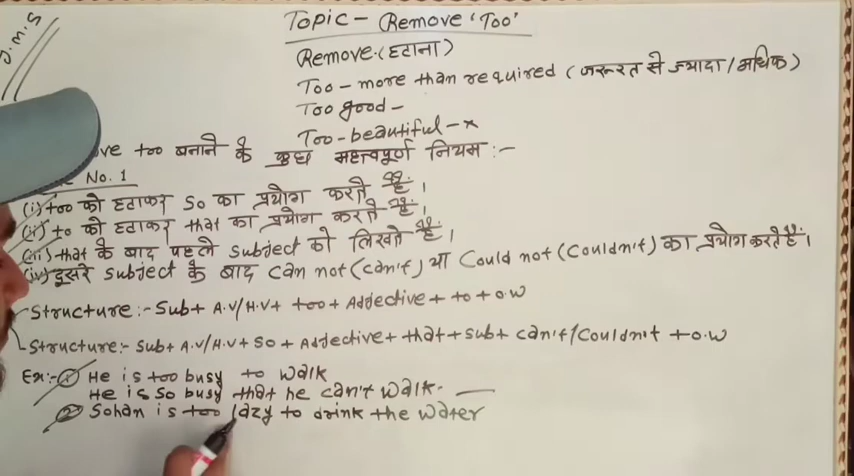 D.M.S
Topic - Remove 'Too'
Remove (हटाना)
Too - more than required (जरूरत से ज्यादा / अधिक)
Too good -
Too - beautiful - x
ve too बनाने के कुछ महत्त्वपूर्ण नियम :-
No. 1
(i) too को हटाकर so का प्रयोग करते हैं।
(ii) to को हटाकर that का प्रयोग करते हैं।
(iii) that के बाद पहले subject को लिखते हैं।
(iv) दूसरे subject के बाद can not (can't) या Could not (Couldn't) का प्रयोग करते हैं।
Structure:- Sub + A.V/H.V + too + Adjective + to + O.W
Structure:- Sub + A.V/H.V + So + Adjective + that + sub + can't/Couldn't + O.W
Ex:- ① He is too busy to walk
He is so busy that he can't walk.
② Sohan is too lazy to drink the water